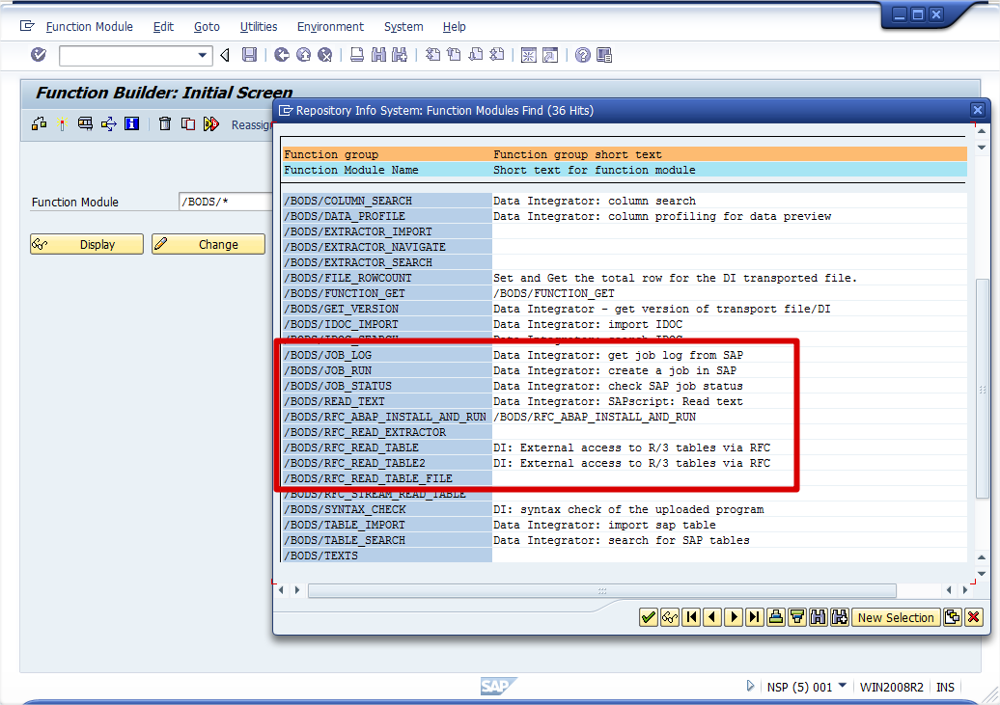 Function Module Edit Goto Utilities Environment System Help
Function Builder: Initial Screen
Repository Info System: Function Modules Find (36 Hits)
Reassig
Function group Function group short text
Function Module Name Short text for function module
Function Module /BODS/*
Display Change
/BODS/COLUMN_SEARCH Data Integrator: column search
/BODS/DATA_PROFILE Data Integrator: column profiling for data preview
/BODS/EXTRACTOR_IMPORT
/BODS/EXTRACTOR_NAVIGATE
/BODS/EXTRACTOR_SEARCH
/BODS/FILE_ROWCOUNT Set and Get the total row for the DI transported file.
/BODS/FUNCTION_GET /BODS/FUNCTION_GET
/BODS/GET_VERSION Data Integrator - get version of transport file/DI
/BODS/IDOC_IMPORT Data Integrator: import IDOC
/BODS/IDOC_SEARCH Data Integrator: search IDOC
/BODS/JOB_LOG Data Integrator: get job log from SAP
/BODS/JOB_RUN Data Integrator: create a job in SAP
/BODS/JOB_STATUS Data Integrator: check SAP job status
/BODS/READ_TEXT Data Integrator: SAPscript: Read text
/BODS/RFC_ABAP_INSTALL_AND_RUN /BODS/RFC_ABAP_INSTALL_AND_RUN
/BODS/RFC_READ_EXTRACTOR
/BODS/RFC_READ_TABLE DI: External access to R/3 tables via RFC
/BODS/RFC_READ_TABLE2 DI: External access to R/3 tables via RFC
/BODS/RFC_READ_TABLE_FILE
/BODS/RFC_STREAM_READ_TABLE
/BODS/SYNTAX_CHECK DI: syntax check of the uploaded program
/BODS/TABLE_IMPORT Data Integrator: import sap table
/BODS/TABLE_SEARCH Data Integrator: search for SAP tables
/BODS/TEXTS
New Selection
SAP NSP (5) 001 WIN2008R2 INS